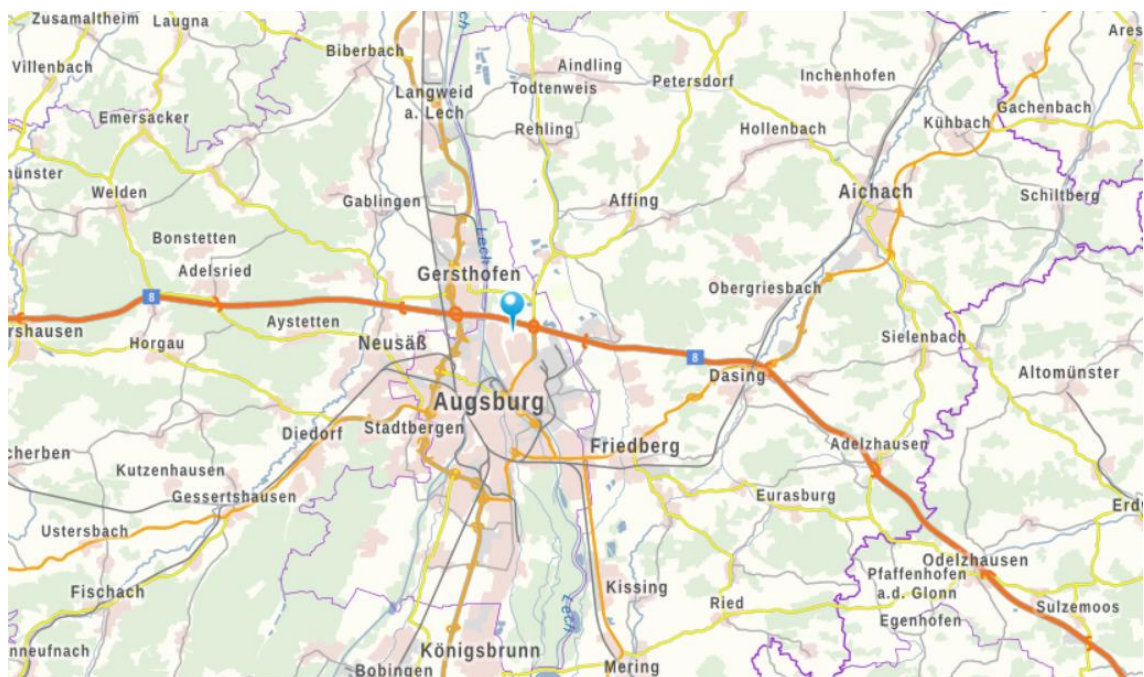 Zusamaltheim
Laugna
Biberbach
Lech
Villenbach
Aindling
Petersdorf
Inchenhofen
Langweid
a. Lech
Todtenweis
Gachenbach
Emersacker
Rehling
Hollenbach
Kühbach
Welden
Gablingen
Affing
Aichach
Schiltberg
Bonstetten
Lech
Adelsried
Gersthofen
Obergriesbach
8
Aystetten
Horgau
Neusäß
Sielenbach
8
Dasing
Altomünster
Augsburg
Diedorf
Stadtbergen
Friedberg
Adelzhausen
Kutzenhausen
Gessertshausen
Eurasburg
Ustersbach
Odelzhausen
Pfaffenhofen
a.d. Glonn
Fischach
Kissing
Ried
Sulzemoos
Lech
Egenhofen
Königsbrunn
Bobingen
Mering